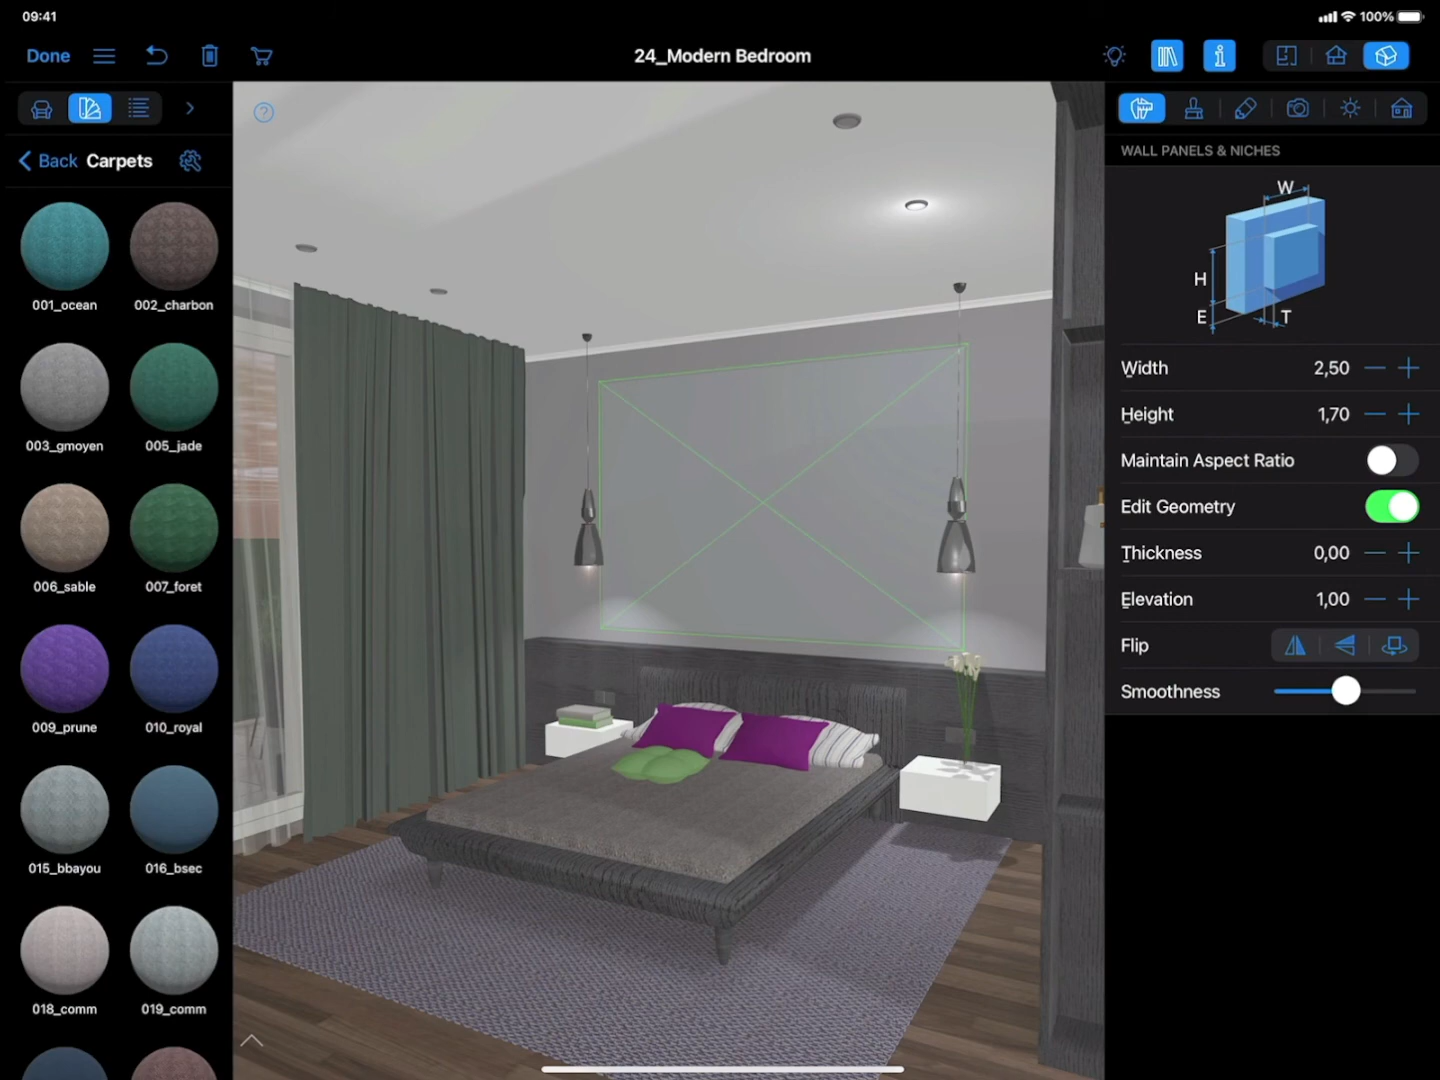 09:41
100%
Done
24_Modern Bedroom
Back Carpets
001_ocean
002_charbon
003_gmoyen
005_jade
006_sable
007_foret
009_prune
010_royal
015_bbayou
016_bsec
018_comm
019_comm
WALL PANELS & NICHES
W
H
E
T
Width 2,50
Height 1,70
Maintain Aspect Ratio
Edit Geometry
Thickness 0,00
Elevation 1,00
Flip
Smoothness